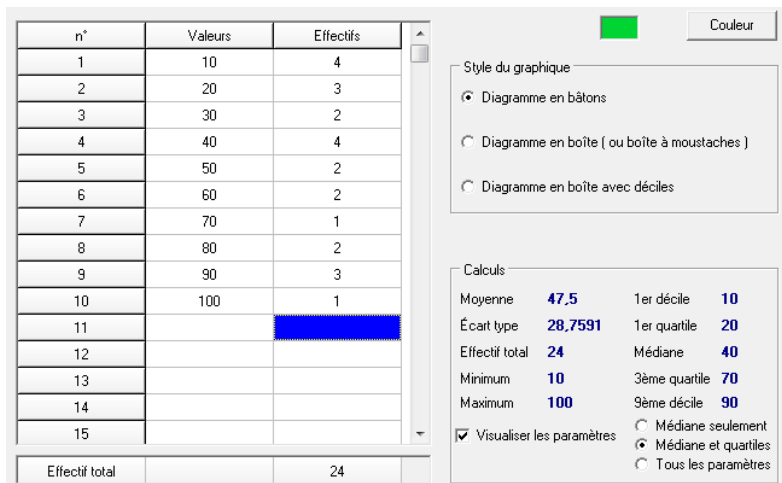 n° Valeurs Effectifs
1 10 4
2 20 3
3 30 2
4 40 4
5 50 2
6 60 2
7 70 1
8 80 2
9 90 3
10 100 1
11
12
13
14
15
Effectif total 24
Couleur
Style du graphique
Diagramme en bâtons
Diagramme en boîte ( ou boîte à moustaches )
Diagramme en boîte avec déciles
Calculs
Moyenne 47,5 1er décile 10
Écart type 28,7591 1er quartile 20
Effectif total 24 Médiane 40
Minimum 10 3ème quartile 70
Maximum 100 9ème décile 90
Visualiser les paramètres
Médiane seulement
Médiane et quartiles
Tous les paramètres